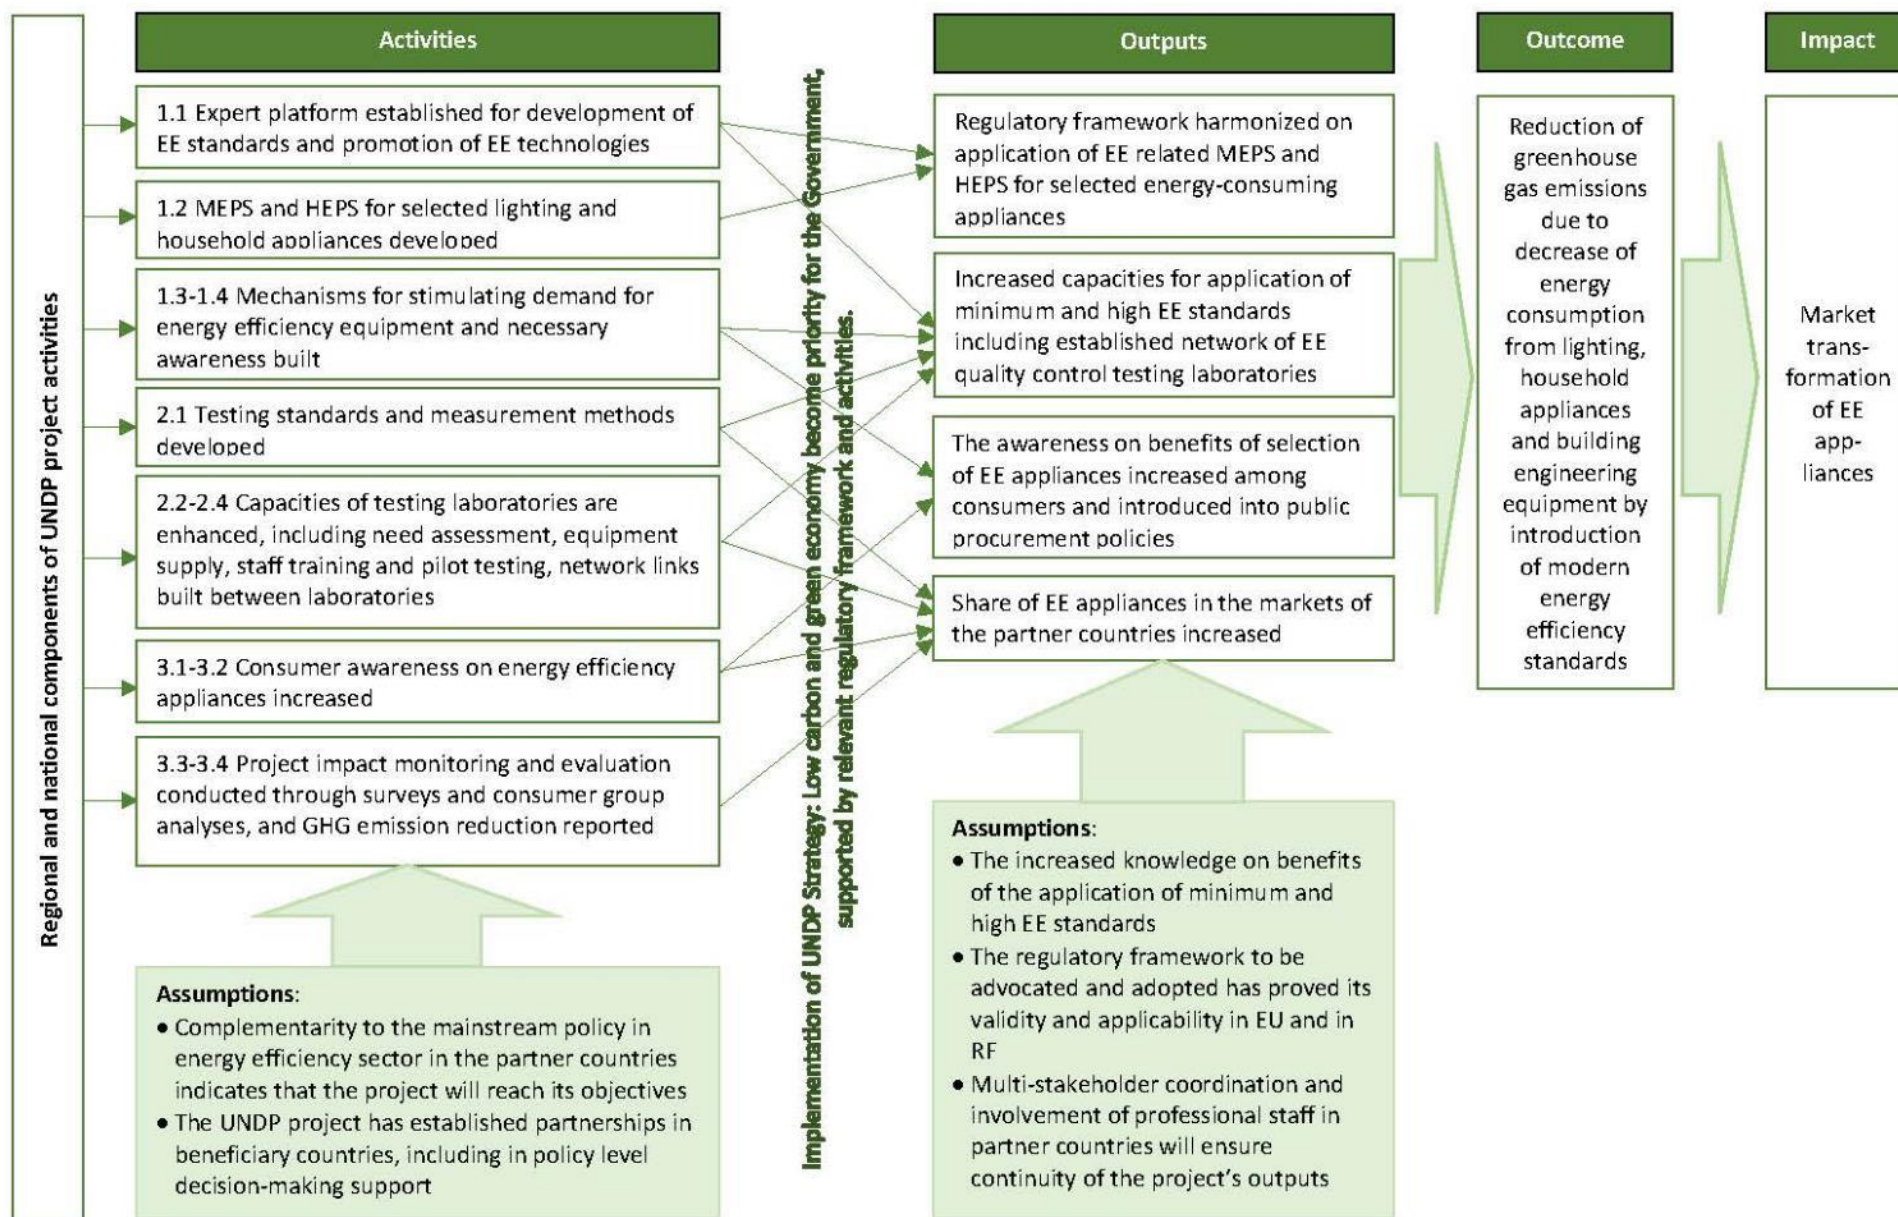 Regional and national components of UNDP project activities
Activities
1.1 Expert platform established for development of
EE standards and promotion of EE technologies
1.2 MEPS and HEPS for selected lighting and
household appliances developed
1.3-1.4 Mechanisms for stimulating demand for
energy efficiency equipment and necessary
awareness built
2.1 Testing standards and measurement methods
developed
2.2-2.4 Capacities of testing laboratories are
enhanced, including need assessment, equipment
supply, staff training and pilot testing, network links
built between laboratories
3.1-3.2 Consumer awareness on energy efficiency
appliances increased
3.3-3.4 Project impact monitoring and evaluation
conducted through surveys and consumer group
analyses, and GHG emission reduction reported
Assumptions:
• Complementarity to the mainstream policy in
energy efficiency sector in the partner countries
indicates that the project will reach its objectives
• The UNDP project has established partnerships in
beneficiary countries, including in policy level
decision-making support
Implementation of UNDP Strategy: Low carbon and green economy become priority for the Government,
supported by relevant regulatory framework and activities.
Outputs
Regulatory framework harmonized on
application of EE related MEPS and
HEPS for selected energy-consuming
appliances
Increased capacities for application of
minimum and high EE standards
including established network of EE
quality control testing laboratories
The awareness on benefits of selection
of EE appliances increased among
consumers and introduced into public
procurement policies
Share of EE appliances in the markets of
the partner countries increased
Assumptions:
• The increased knowledge on benefits
of the application of minimum and
high EE standards
• The regulatory framework to be
advocated and adopted has proved its
validity and applicability in EU and in
RF
• Multi-stakeholder coordination and
involvement of professional staff in
partner countries will ensure
continuity of the project's outputs
Outcome
Reduction of
greenhouse
gas emissions
due to
decrease of
energy
consumption
from lighting,
household
appliances
and building
engineering
equipment by
introduction
of modern
energy
efficiency
standards
Impact
Market
trans-
formation
of EE
app-
liances